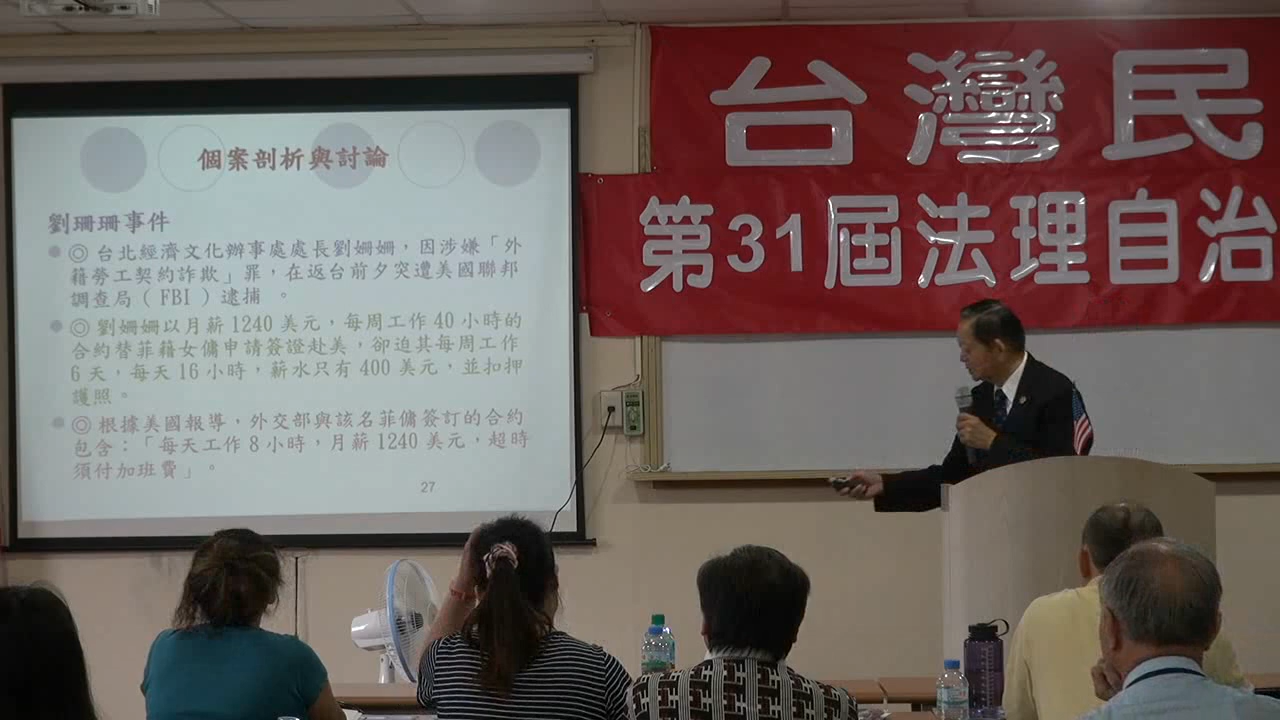 個案剖析與討論
劉珊珊事件
◎ 台北經濟文化辦事處處長劉姍姍，因涉嫌「外
籍勞工契約詐欺」罪，在返台前夕突遭美國聯邦
調查局（FBI）逮捕 。
◎ 劉姍姍以月薪1240美元，每周工作40小時的
合約替菲籍女傭申請簽證赴美，卻迫其每周工作
6天，每天16小時，薪水只有400美元，並扣押
護照。
◎ 根據美國報導，外交部與該名菲傭簽訂的合約
包含：「每天工作8小時，月薪1240美元，超時
須付加班費」。
27
台灣民
第31屆法理自治